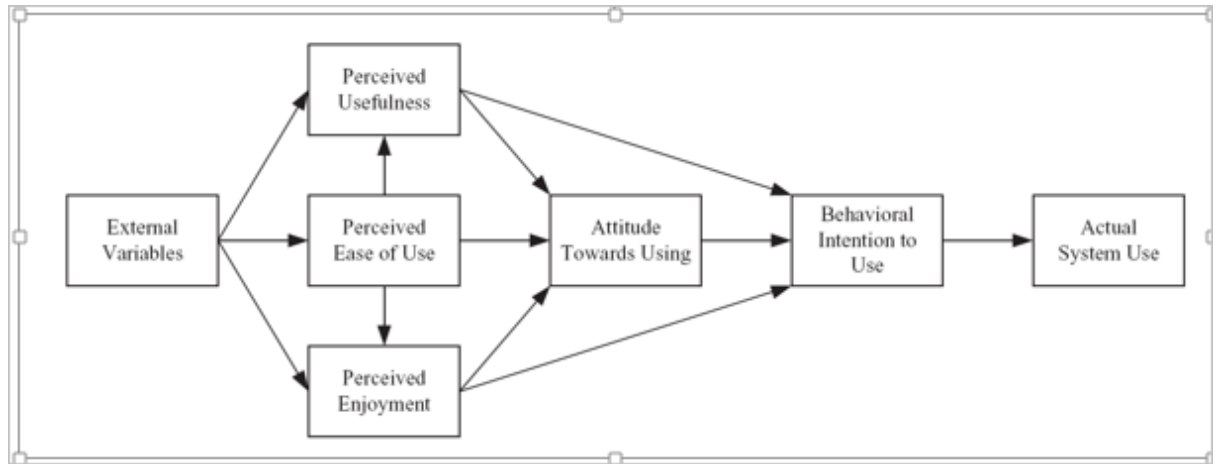 Perceived
Usefulness
External
Variables
Perceived
Ease of Use
Attitude
Towards Using
Behavioral
Intention to
Use
Actual
System Use
Perceived
Enjoyment